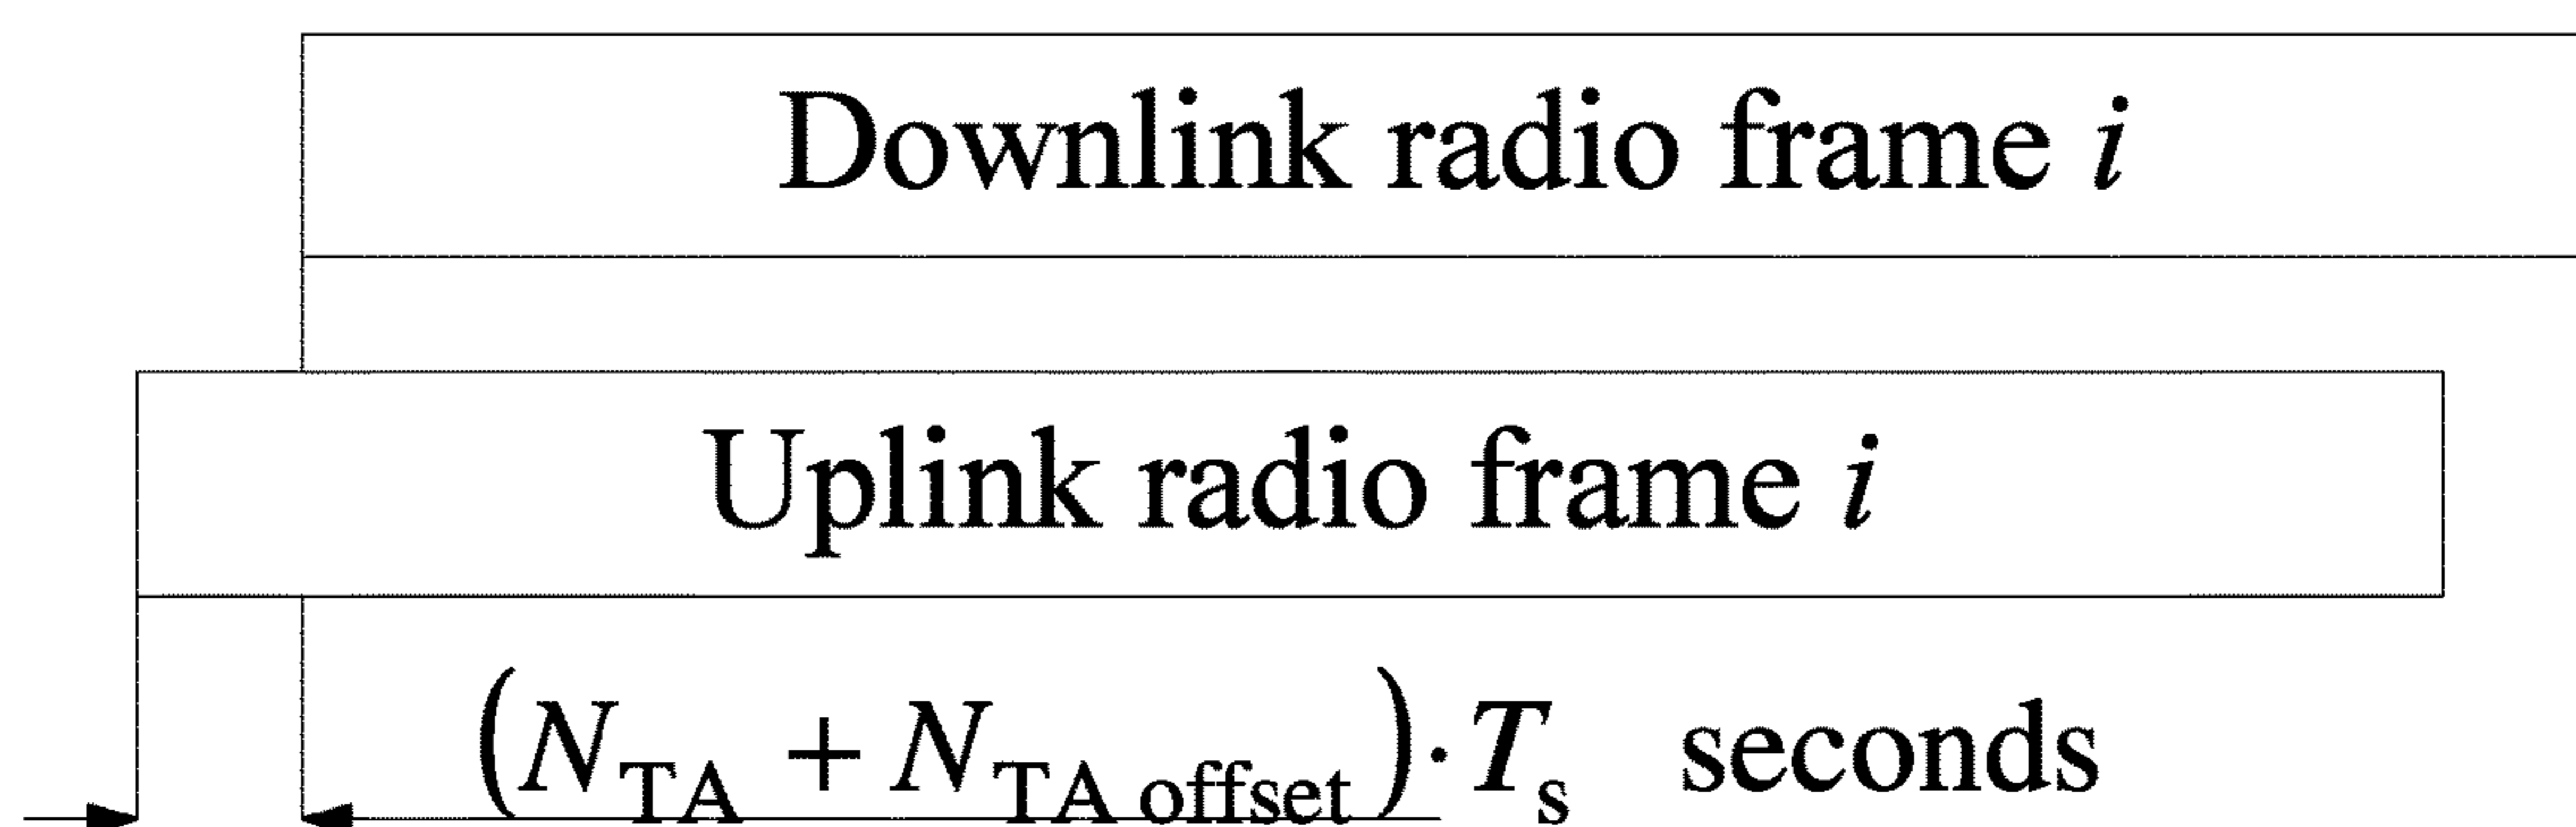 Downlink radio frame i
Uplink radio frame i
(N_TA + N_TA offset) · T_s seconds